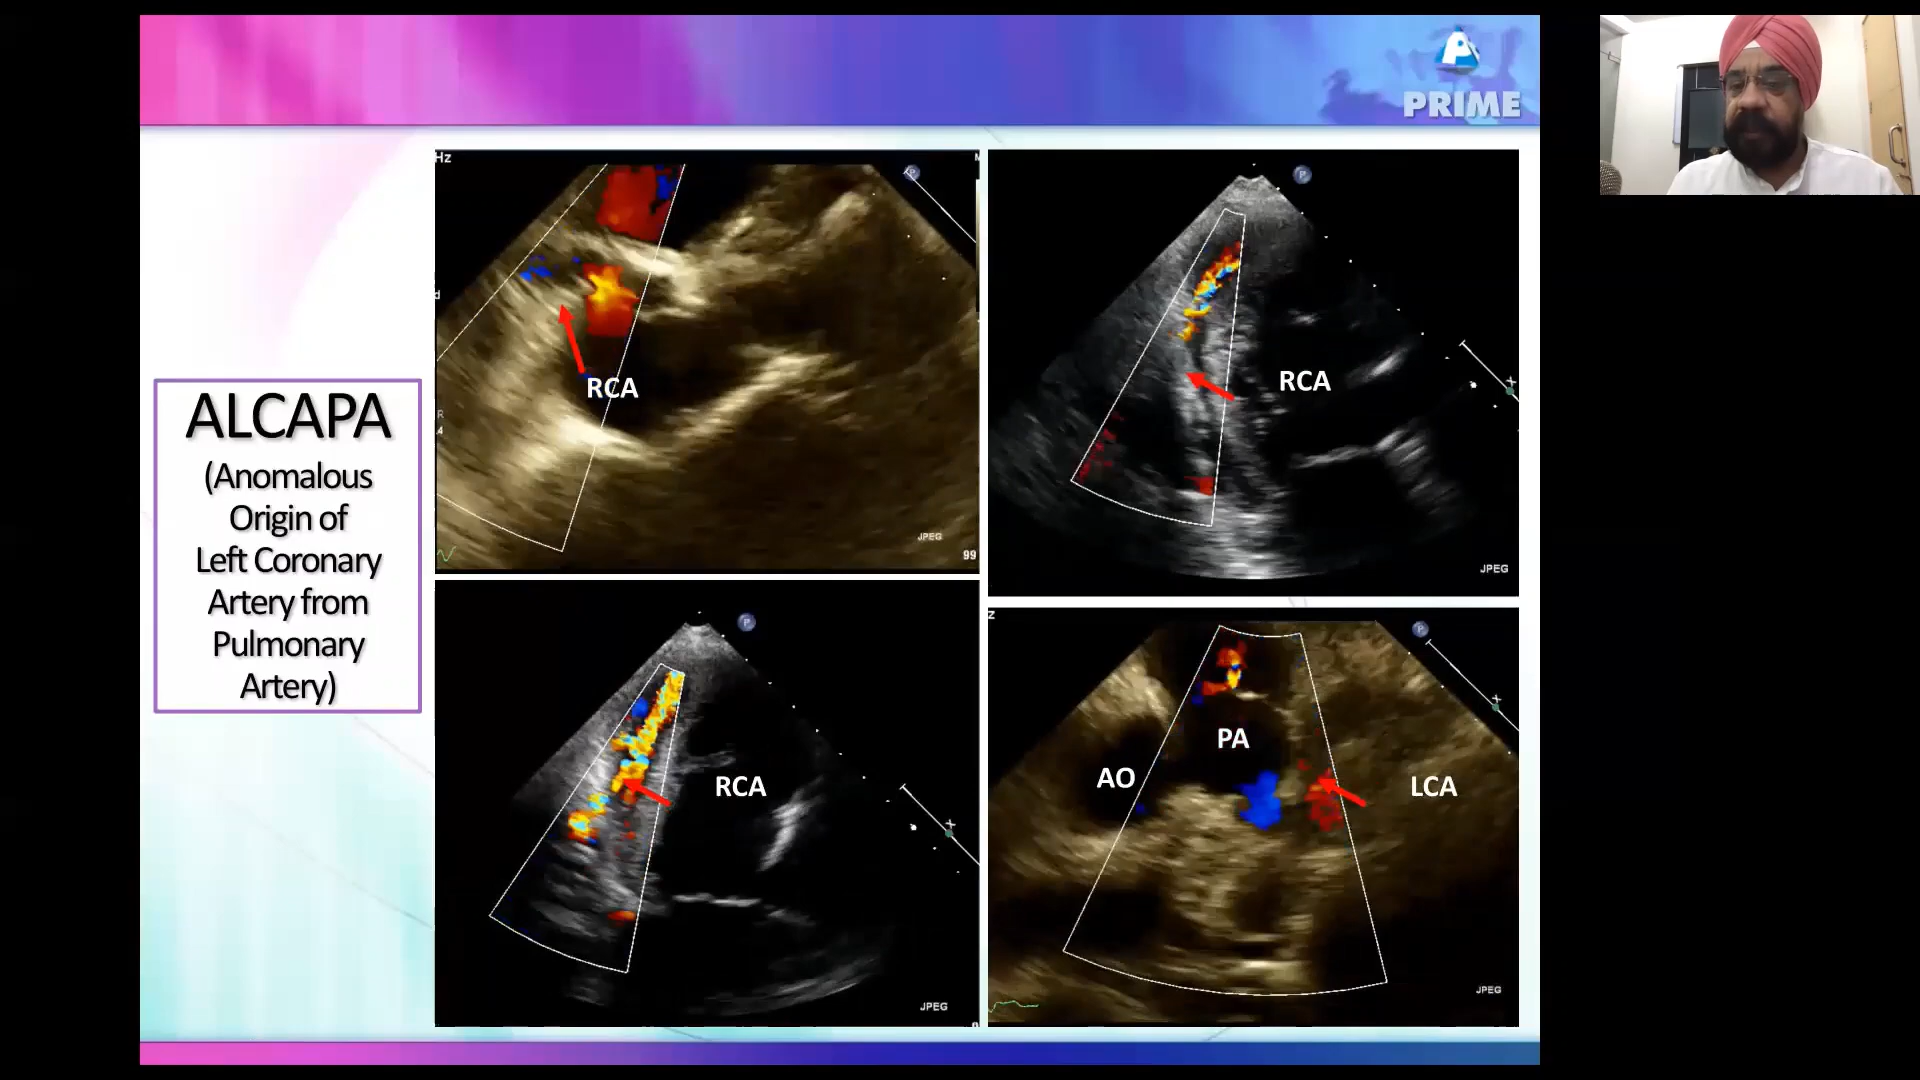 PRIME
ALCAPA
(Anomalous
Origin of
Left Coronary
Artery from
Pulmonary
Artery)
Hz
RCA
JPEG
99
P
RCA
JPEG
P
RCA
JPEG
P
PA
AO
LCA
JPEG